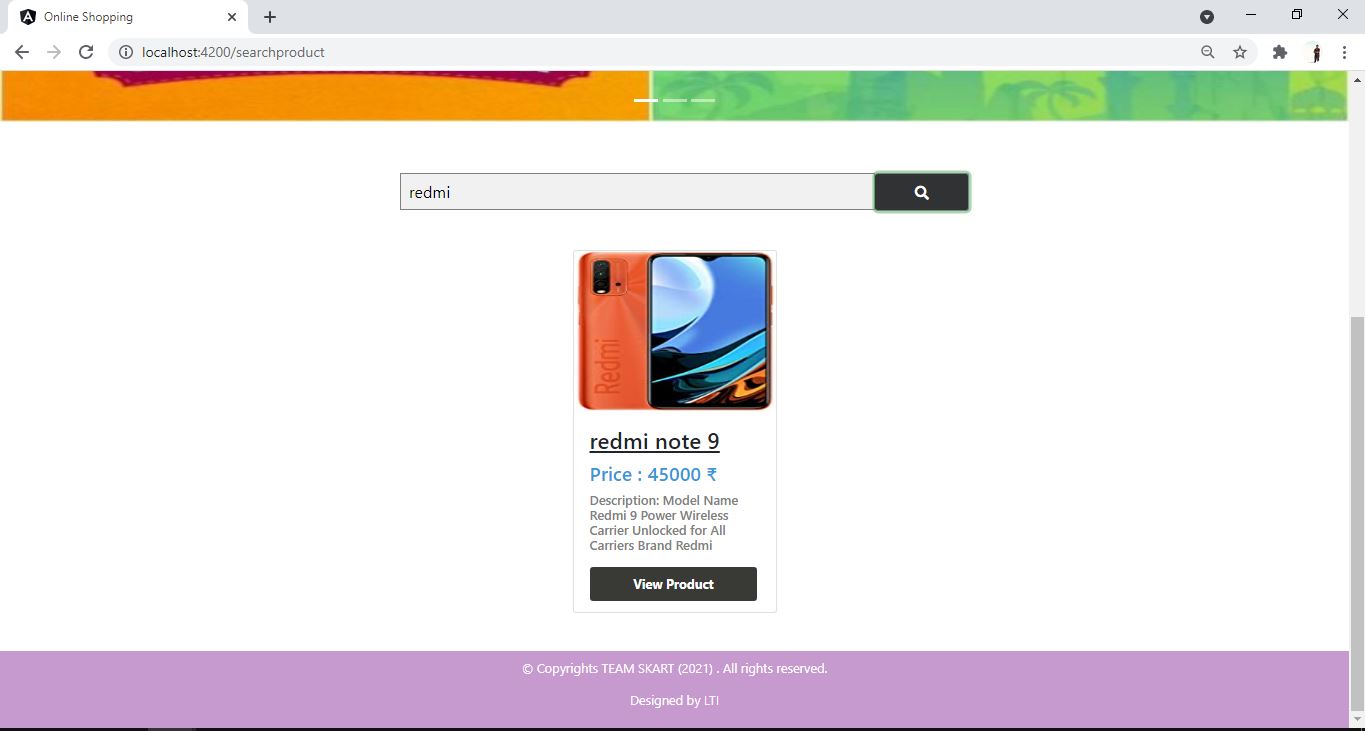 Online Shopping
localhost:4200/searchproduct
redmi
Redmi
redmi note 9
Price : 45000 ₹
Description: Model Name
Redmi 9 Power Wireless
Carrier Unlocked for All
Carriers Brand Redmi
View Product
© Copyrights TEAM SKART (2021) . All rights reserved.
Designed by LTI